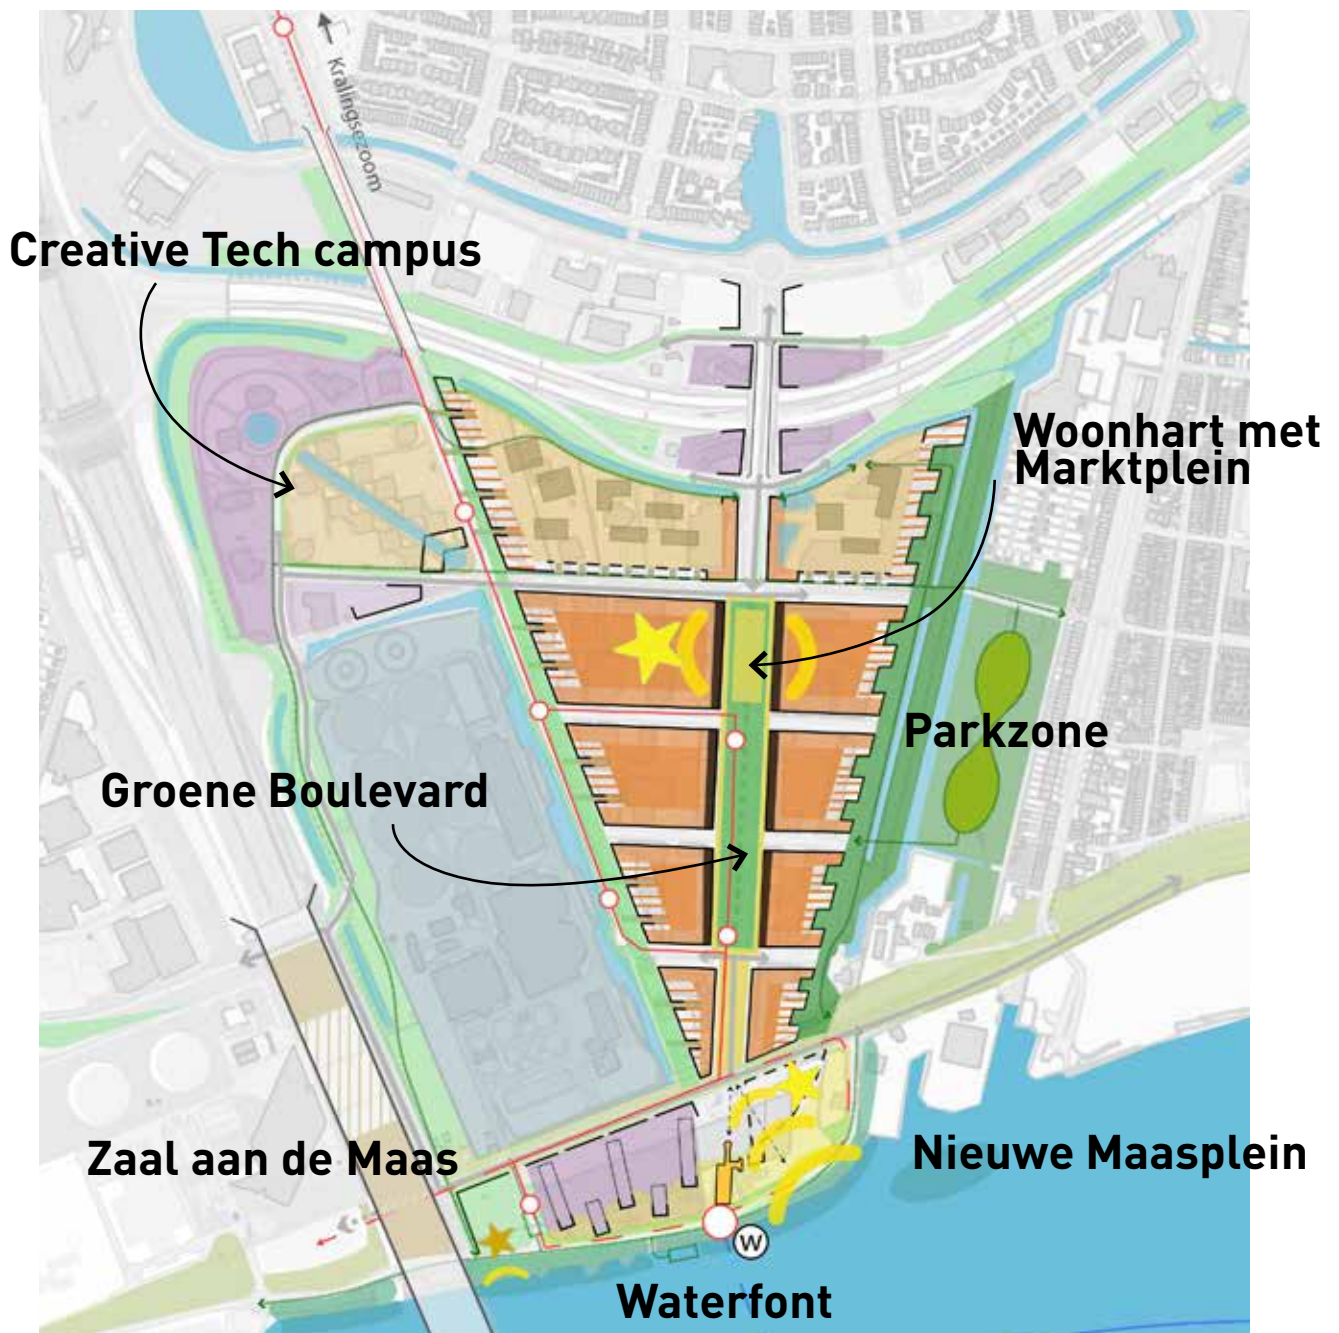 Kralingsezoom
Creative Tech campus
Woonhart met
Marktplein
Parkzone
Groene Boulevard
Zaal aan de Maas
Nieuwe Maasplein
W
Waterfont